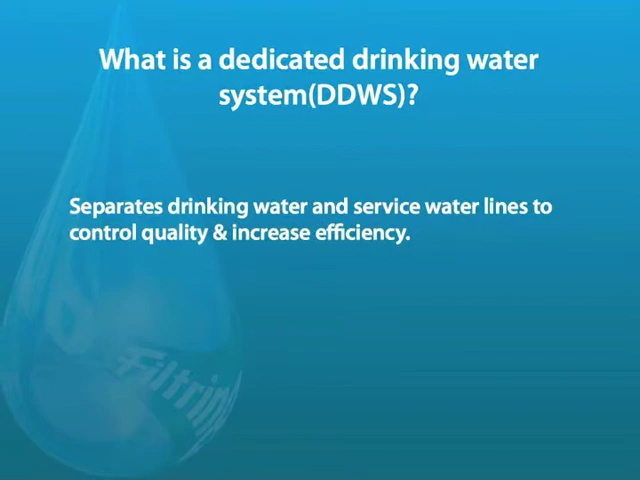 What is a dedicated drinking water
system(DDWS)?
Separates drinking water and service water lines to
control quality & increase efficiency.
Filtrine